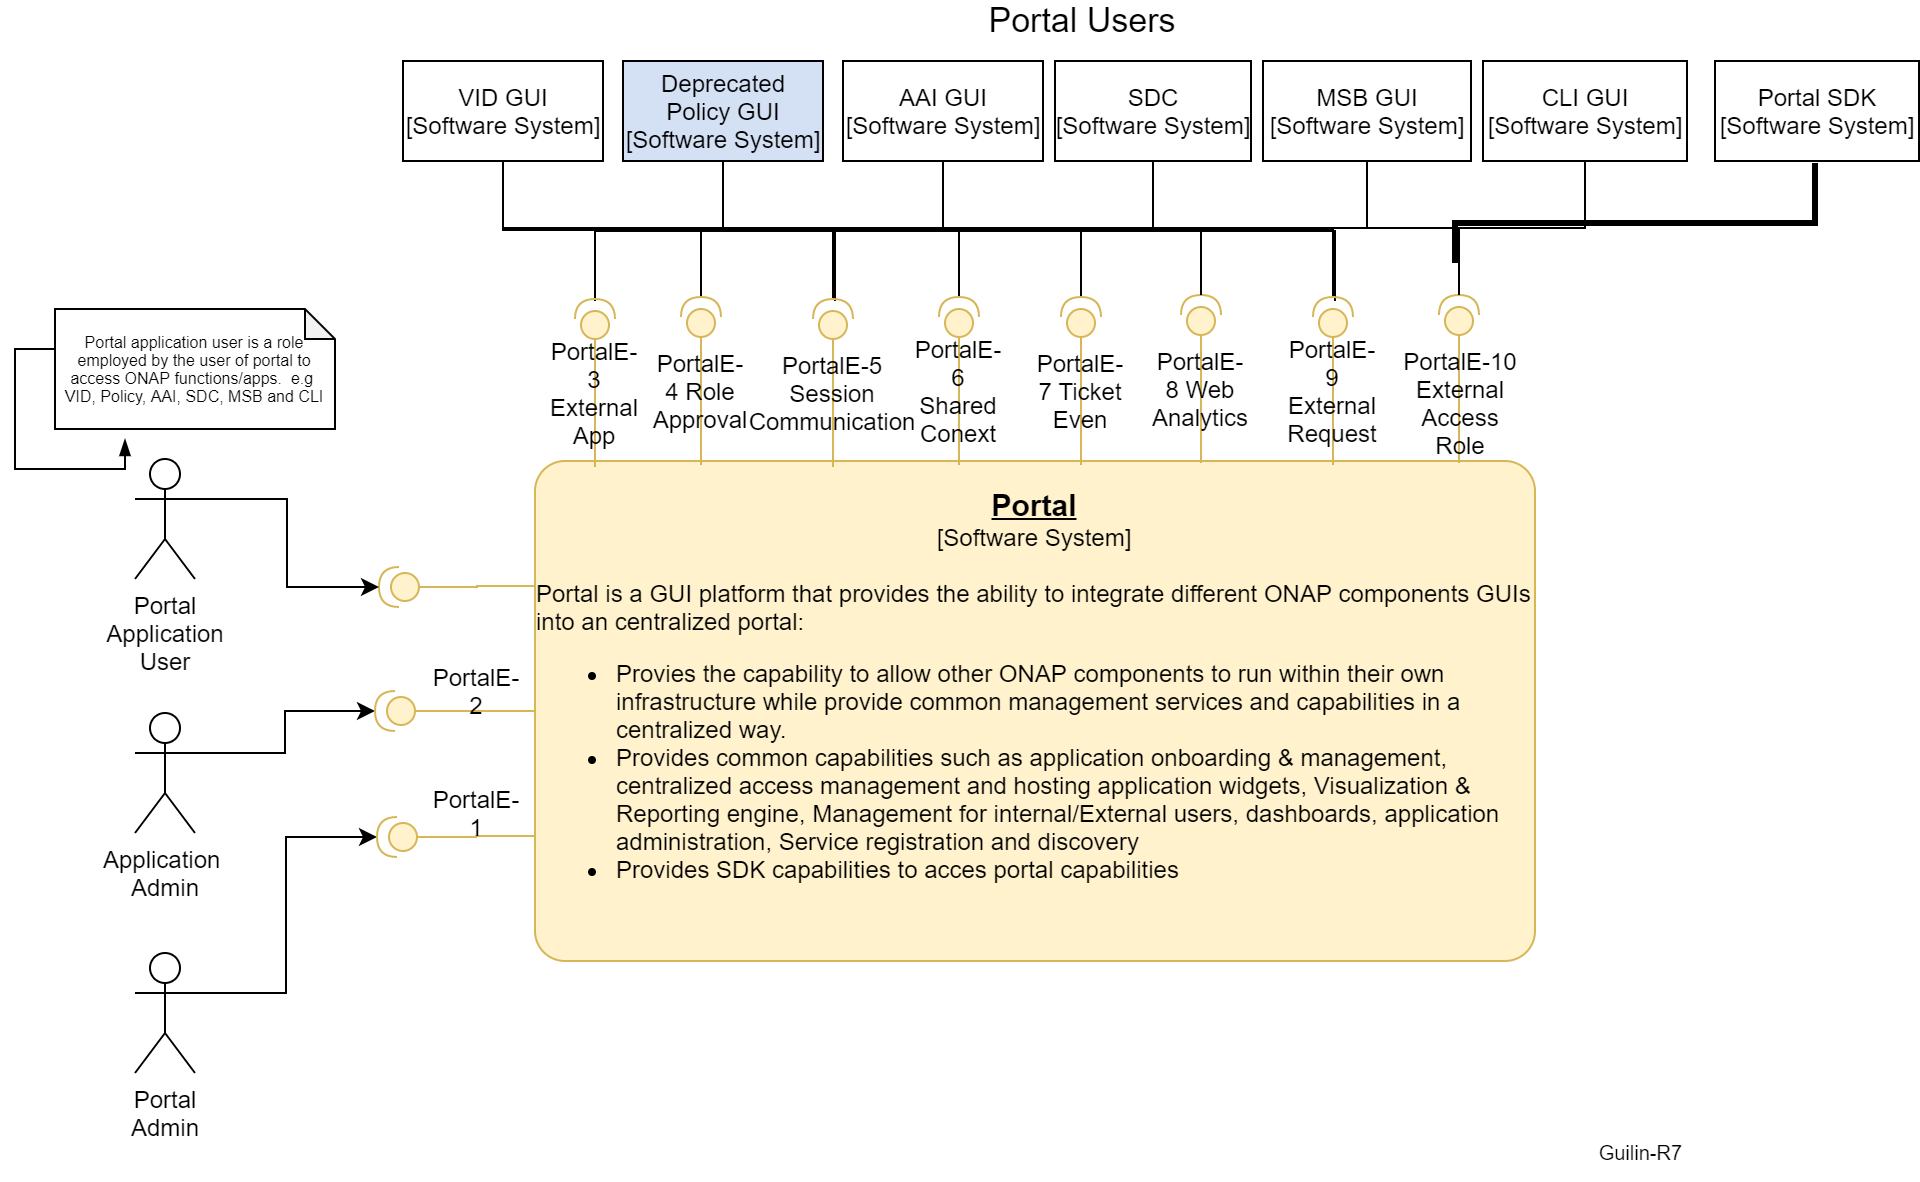 Portal Users
VID GUI
[Software System]
Deprecated
Policy GUI
[Software System]
AAI GUI
[Software System]
SDC
[Software System]
MSB GUI
[Software System]
CLI GUI
[Software System]
Portal SDK
[Software System]
Portal application user is a role
employed by the user of portal to
access ONAP functions/apps.  e.g
VID, Policy, AAI, SDC, MSB and CLI
PortalE-
3
External
App
PortalE-
4 Role
Approval
PortalE-5
Session
Communication
PortalE-
6
Shared
Conext
PortalE-
7 Ticket
Even
PortalE-
8 Web
Analytics
PortalE-
9
External
Request
PortalE-10
External
Access
Role
Portal
Application
User
PortalE-
2
Application
Admin
PortalE-
1
Portal
Admin
Portal
[Software System]
Portal is a GUI platform that provides the ability to integrate different ONAP components GUIs
into an centralized portal:
• Provies the capability to allow other ONAP components to run within their own
infrastructure while provide common management services and capabilities in a
centralized way.
• Provides common capabilities such as application onboarding & management,
centralized access management and hosting application widgets, Visualization &
Reporting engine, Management for internal/External users, dashboards, application
administration, Service registration and discovery
• Provides SDK capabilities to acces portal capabilities
Guilin-R7